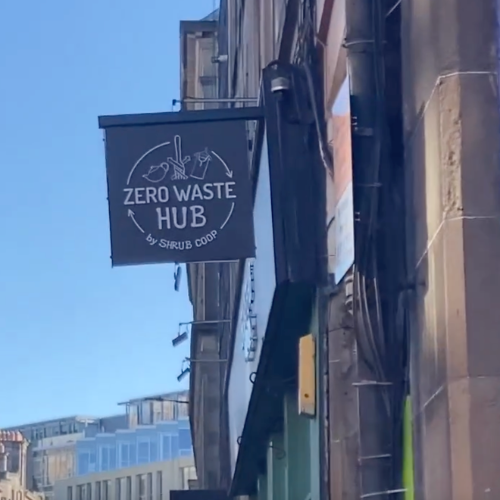 ZERO WASTE
HUB
by SHRUB COOP